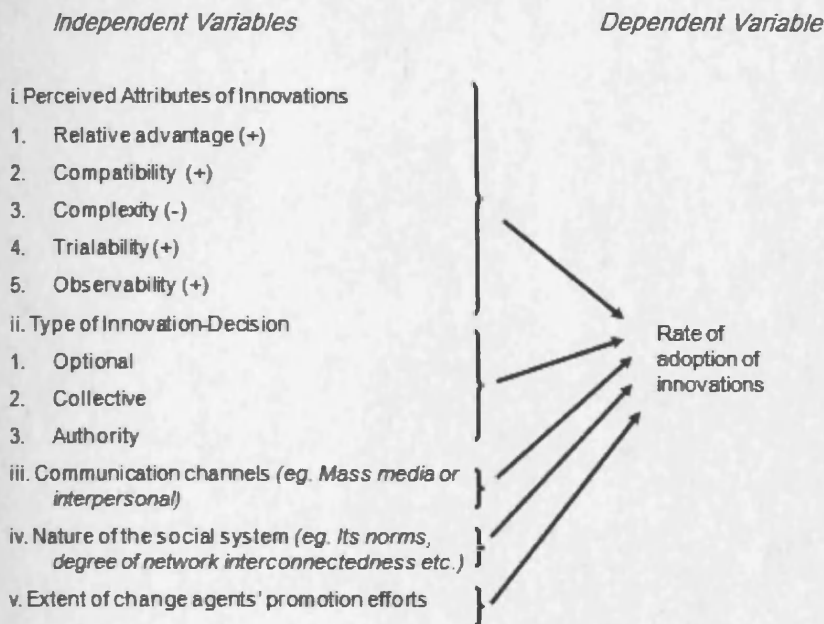 Independent Variables
Dependent Variable
i. Perceived Attributes of Innovations
1. Relative advantage (+)
2. Compatibility (+)
3. Complexity (-)
4. Trialability (+)
5. Observability (+)
ii. Type of Innovation-Decision
1. Optional
2. Collective
3. Authority
iii. Communication channels (eg. Mass media or
interpersonal)
iv. Nature of the social system (eg. Its norms,
degree of network interconnectedness etc.)
v. Extent of change agents' promotion efforts
Rate of
adoption of
innovations